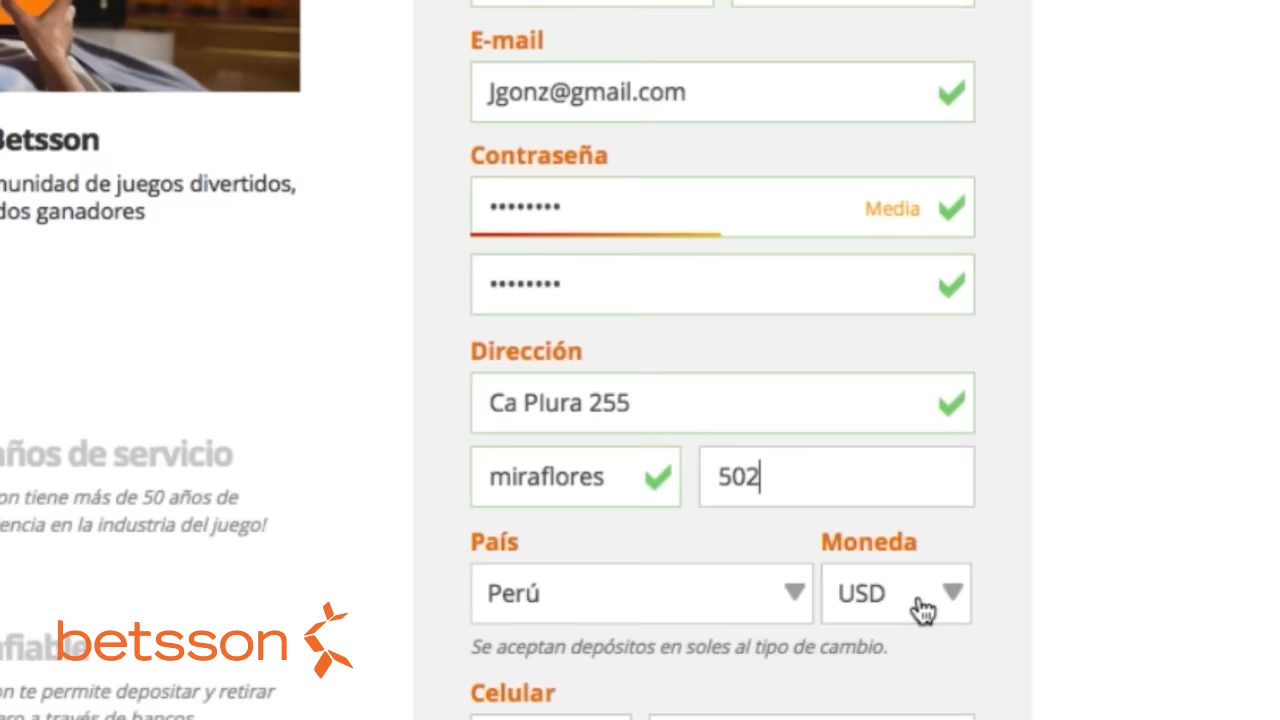 Betsson
munidad de juegos divertidos,
dos ganadores
años de servicio
on tiene más de 50 años de
encia en la industria del juego!
betsson
on te permite depositar y retirar
E-mail
Jgonz@gmail.com
Contraseña
•••••••• Media
••••••••
Dirección
Ca Plura 255
miraflores 502
País Moneda
Perú USD
Se aceptan depósitos en soles al tipo de cambio.
Celular